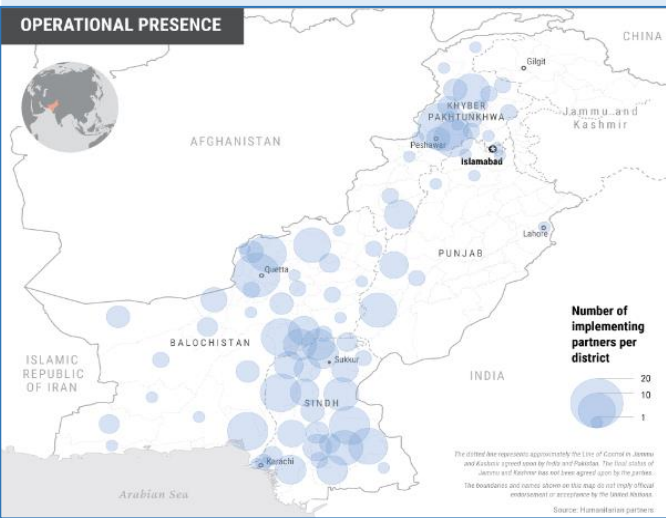 OPERATIONAL PRESENCE
CHINA
Gilgit
KHYBER
PAKHTUNKHWA
Jammu and
Kashmir
AFGHANISTAN
Peshawar
Islamabad
Lahore
PUNJAB
Quetta
Number of
implementing
partners per
district
BALOCHISTAN
ISLAMIC
REPUBLIC
OF IRAN
Sukkur
INDIA
20
10
1
SINDH
Karachi
Arabian Sea
The dotted line represents approximately the Line of Control in Jammu
and Kashmir agreed upon by India and Pakistan. The final status of
Jammu and Kashmir has not been agreed upon by the parties.
The boundaries and names shown on this map do not imply official
endorsement or acceptance by the United Nations.
Source: Humanitarian partners